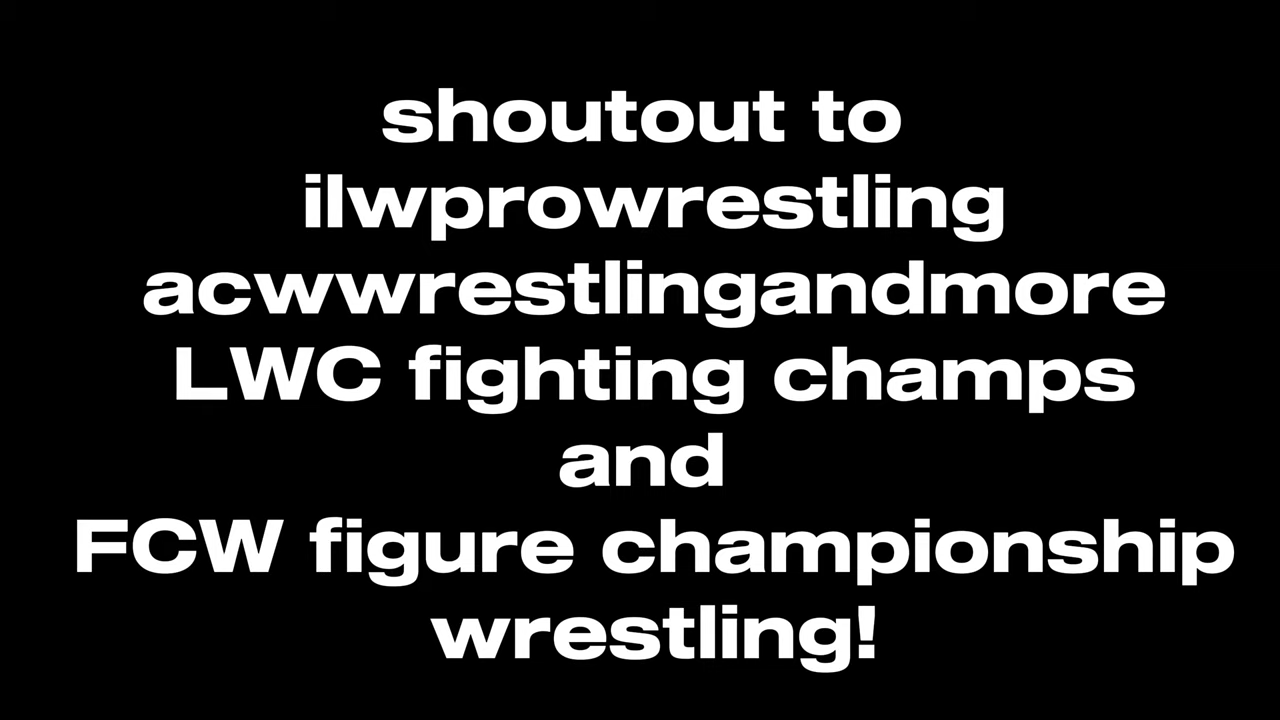 shoutout to
ilwprowrestling
acwwrestlingandmore
LWC fighting champs
and
FCW figure championship
wrestling!